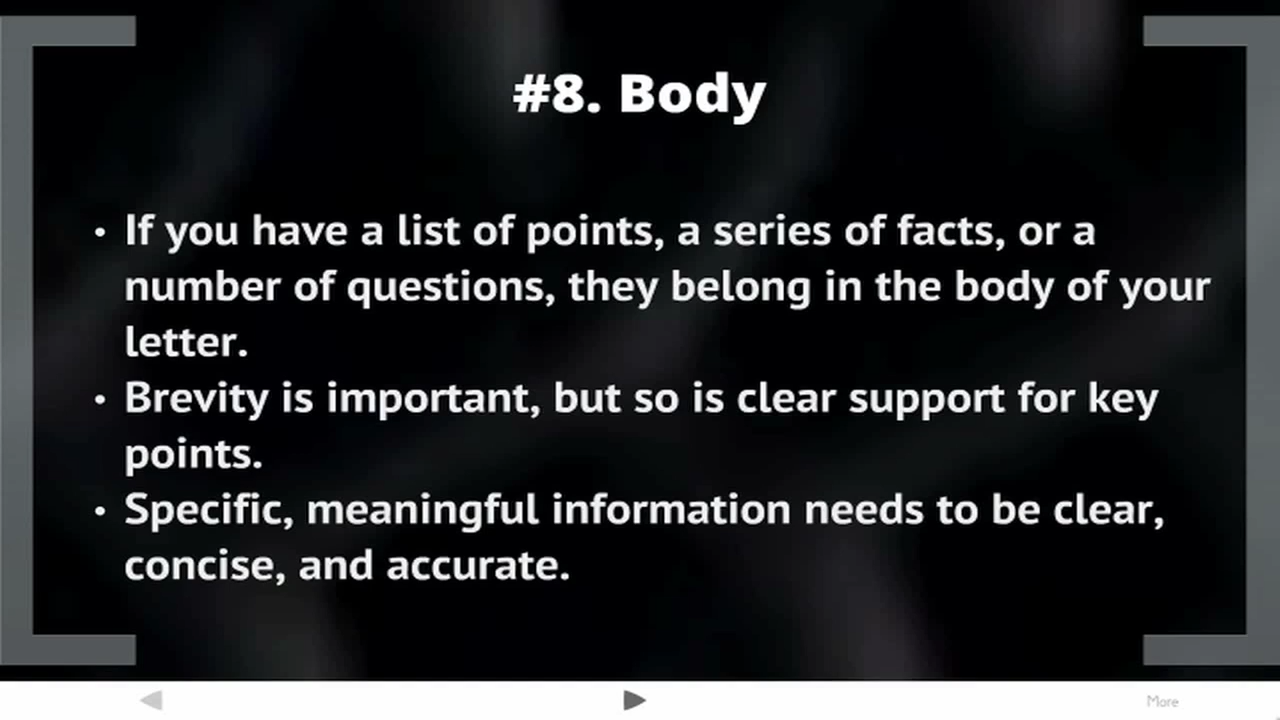 #8. Body
• If you have a list of points, a series of facts, or a
number of questions, they belong in the body of your
letter.
• Brevity is important, but so is clear support for key
points.
• Specific, meaningful information needs to be clear,
concise, and accurate.
More